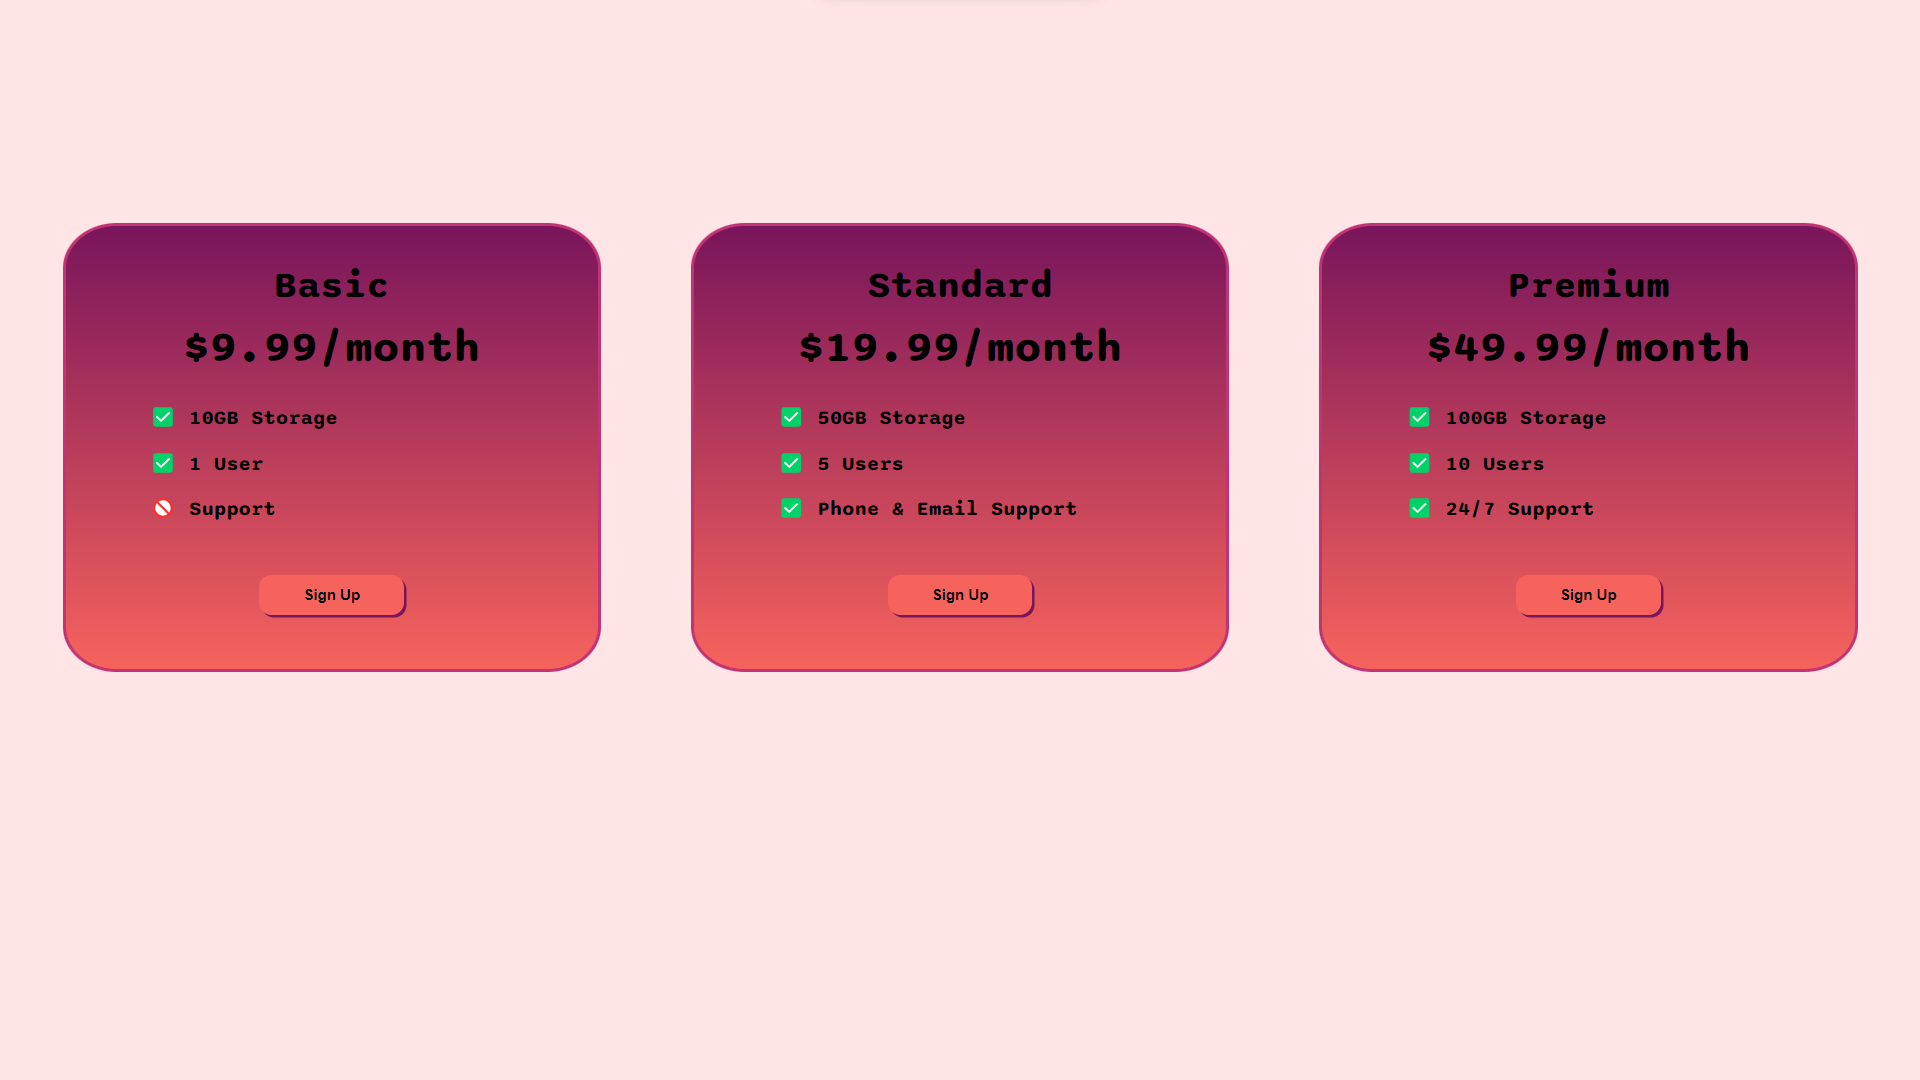 Basic
$9.99/month
✅ 10GB Storage
✅ 1 User
🚫 Support
Sign Up
Standard
$19.99/month
✅ 50GB Storage
✅ 5 Users
✅ Phone & Email Support
Sign Up
Premium
$49.99/month
✅ 100GB Storage
✅ 10 Users
✅ 24/7 Support
Sign Up